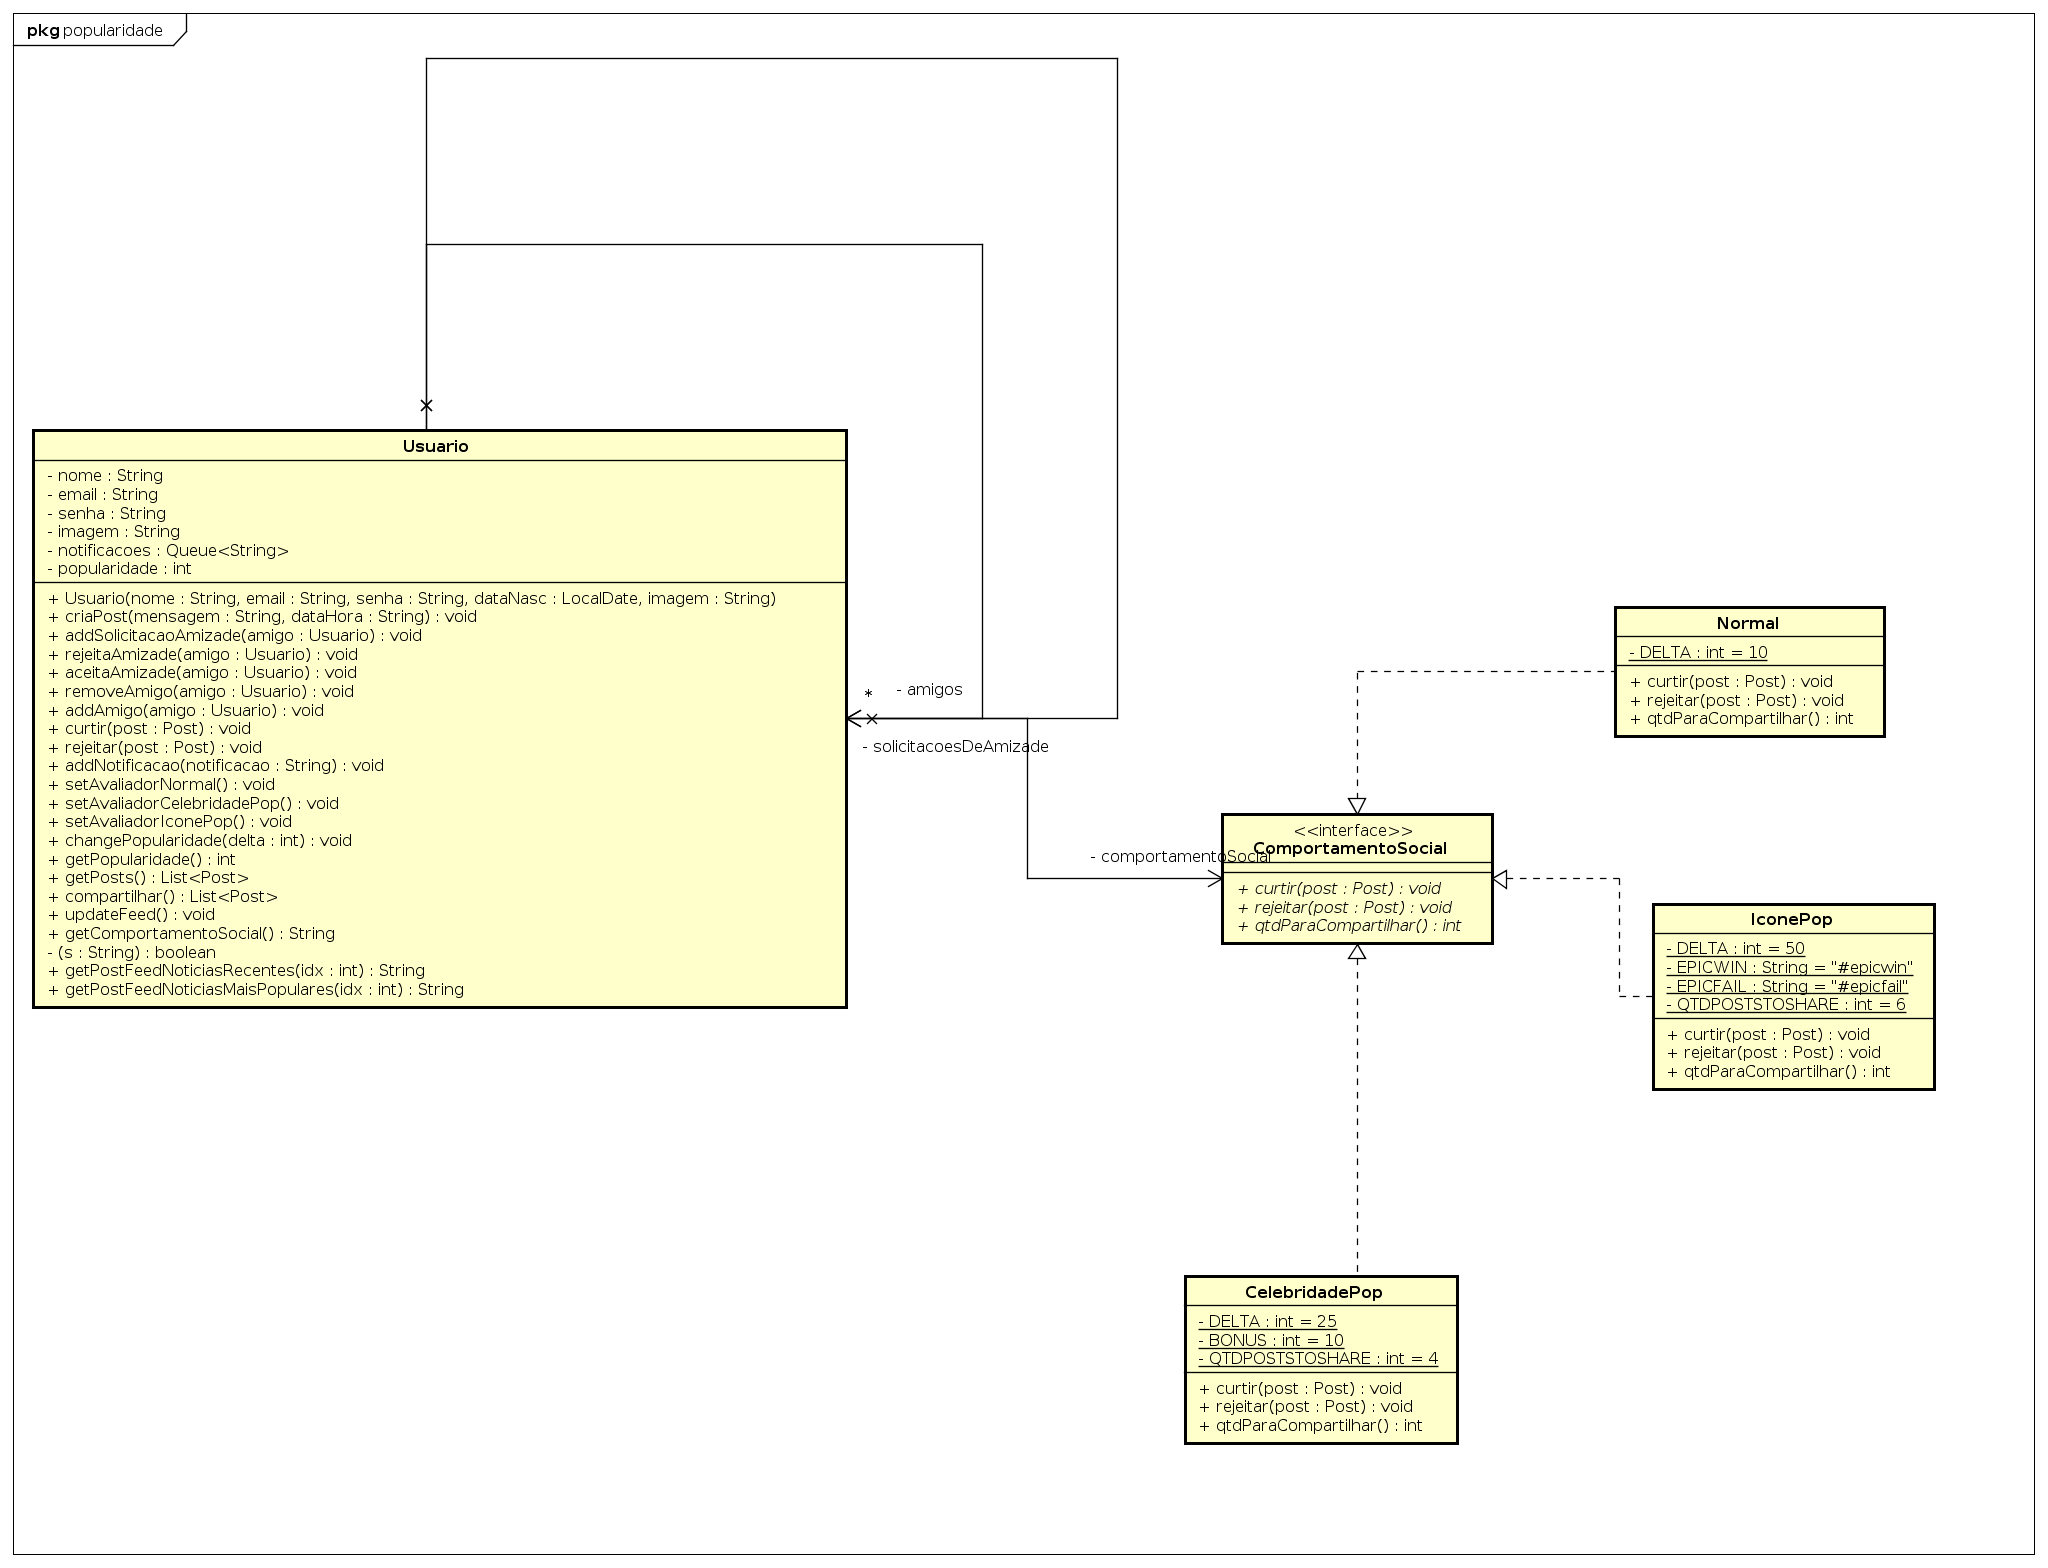 pkg popularidade
Usuario
- nome : String
- email : String
- senha : String
- imagem : String
- notificacoes : Queue<String>
- popularidade : int
+ Usuario(nome : String, email : String, senha : String, dataNasc : LocalDate, imagem : String)
+ criaPost(mensagem : String, dataHora : String) : void
+ addSolicitacaoAmizade(amigo : Usuario) : void
+ rejeitaAmizade(amigo : Usuario) : void
+ aceitaAmizade(amigo : Usuario) : void
+ removeAmigo(amigo : Usuario) : void
+ addAmigo(amigo : Usuario) : void
+ curtir(post : Post) : void
+ rejeitar(post : Post) : void
+ addNotificacao(notificacao : String) : void
+ setAvaliadorNormal() : void
+ setAvaliadorCelebridadePop() : void
+ setAvaliadorIconePop() : void
+ changePopularidade(delta : int) : void
+ getPopularidade() : int
+ getPosts() : List<Post>
+ compartilhar() : List<Post>
+ updateFeed() : void
+ getComportamentoSocial() : String
- (s : String) : boolean
+ getPostFeedNoticiasRecentes(idx : int) : String
+ getPostFeedNoticiasMaisPopulares(idx : int) : String
* - amigos
- solicitacoesDeAmizade
- comportamentoSocial
Normal
- DELTA : int = 10
+ curtir(post : Post) : void
+ rejeitar(post : Post) : void
+ qtdParaCompartilhar() : int
<<interface>>
ComportamentoSocial
+ curtir(post : Post) : void
+ rejeitar(post : Post) : void
+ qtdParaCompartilhar() : int
IconePop
- DELTA : int = 50
- EPICWIN : String = "#epicwin"
- EPICFAIL : String = "#epicfail"
- QTDPOSTSTOSHARE : int = 6
+ curtir(post : Post) : void
+ rejeitar(post : Post) : void
+ qtdParaCompartilhar() : int
CelebridadePop
- DELTA : int = 25
- BONUS : int = 10
- QTDPOSTSTOSHARE : int = 4
+ curtir(post : Post) : void
+ rejeitar(post : Post) : void
+ qtdParaCompartilhar() : int